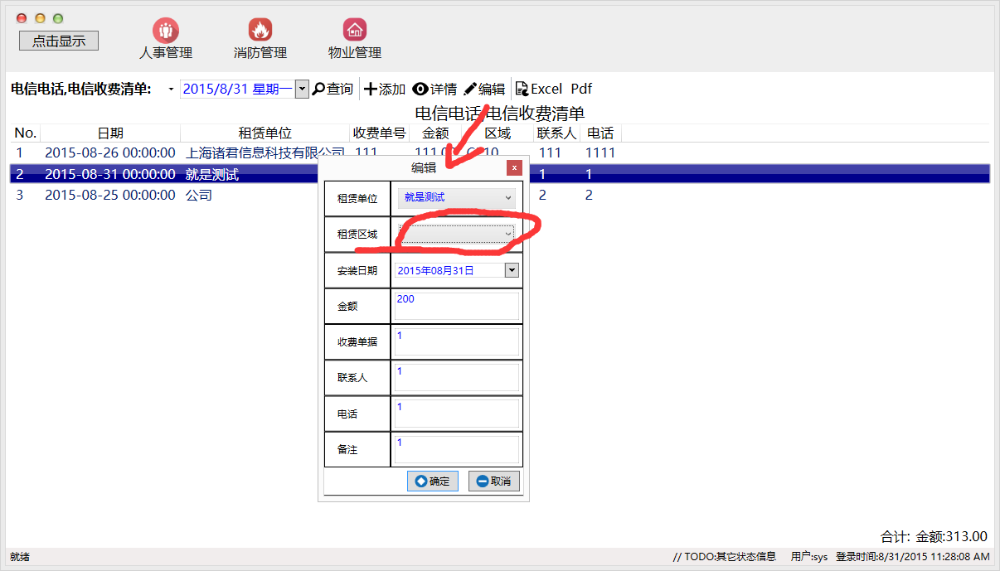 点击显示
人事管理
消防管理
物业管理
电信电话,电信收费清单:
2015/8/31 星期一
查询
添加
详情
编辑
Excel
Pdf
电信电话,电信收费清单
No. 日期 租赁单位 收费单号 金额 区域 联系人 电话
1 2015-08-26 00:00:00 上海诸君信息科技有限公司 111 111.00 10 111 1111
2 2015-08-31 00:00:00 就是测试 1 1
3 2015-08-25 00:00:00 公司 2 2
编辑
x
租赁单位 就是测试
租赁区域
安装日期 2015年08月31日
金额 200
收费单据 1
联系人 1
电话 1
备注 1
确定 取消
合计: 金额:313.00
就绪 // TODO:其它状态信息 用户:sys 登录时间:8/31/2015 11:28:08 AM